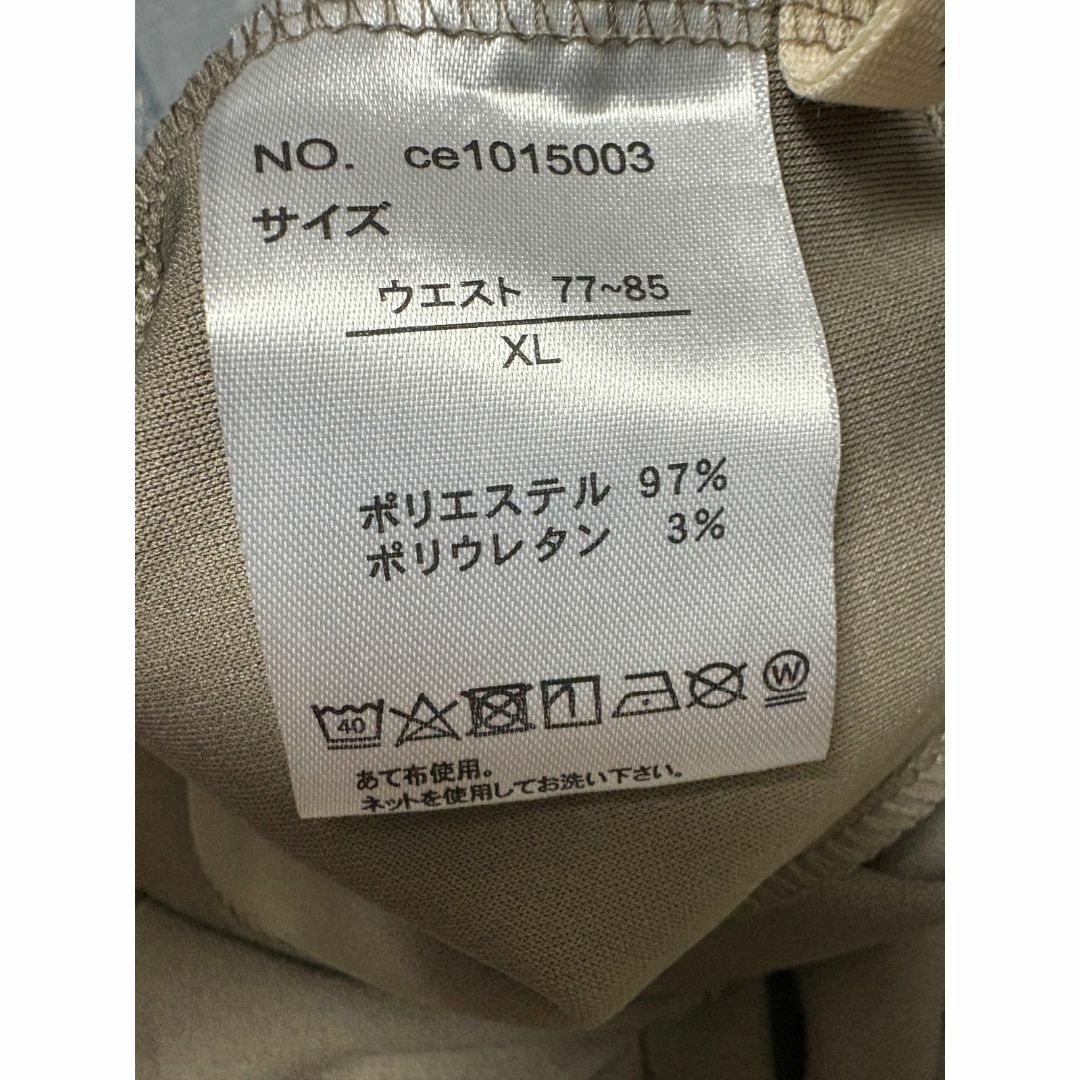 NO. ce1015003
サイズ
ウエスト 77~85
XL
ポリエステル 97%
ポリウレタン 3%
40 W
あて布使用。
ネットを使用してお洗い下さい。